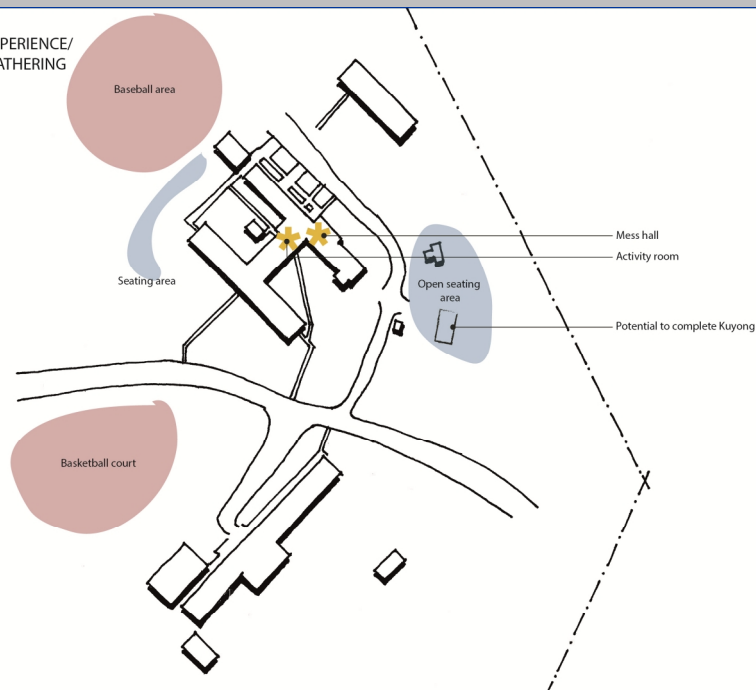 PERIENCE/
ATHERING
Baseball area
Mess hall
Activity room
Seating area
Open seating
area
Potential to complete Kuyong
Basketball court